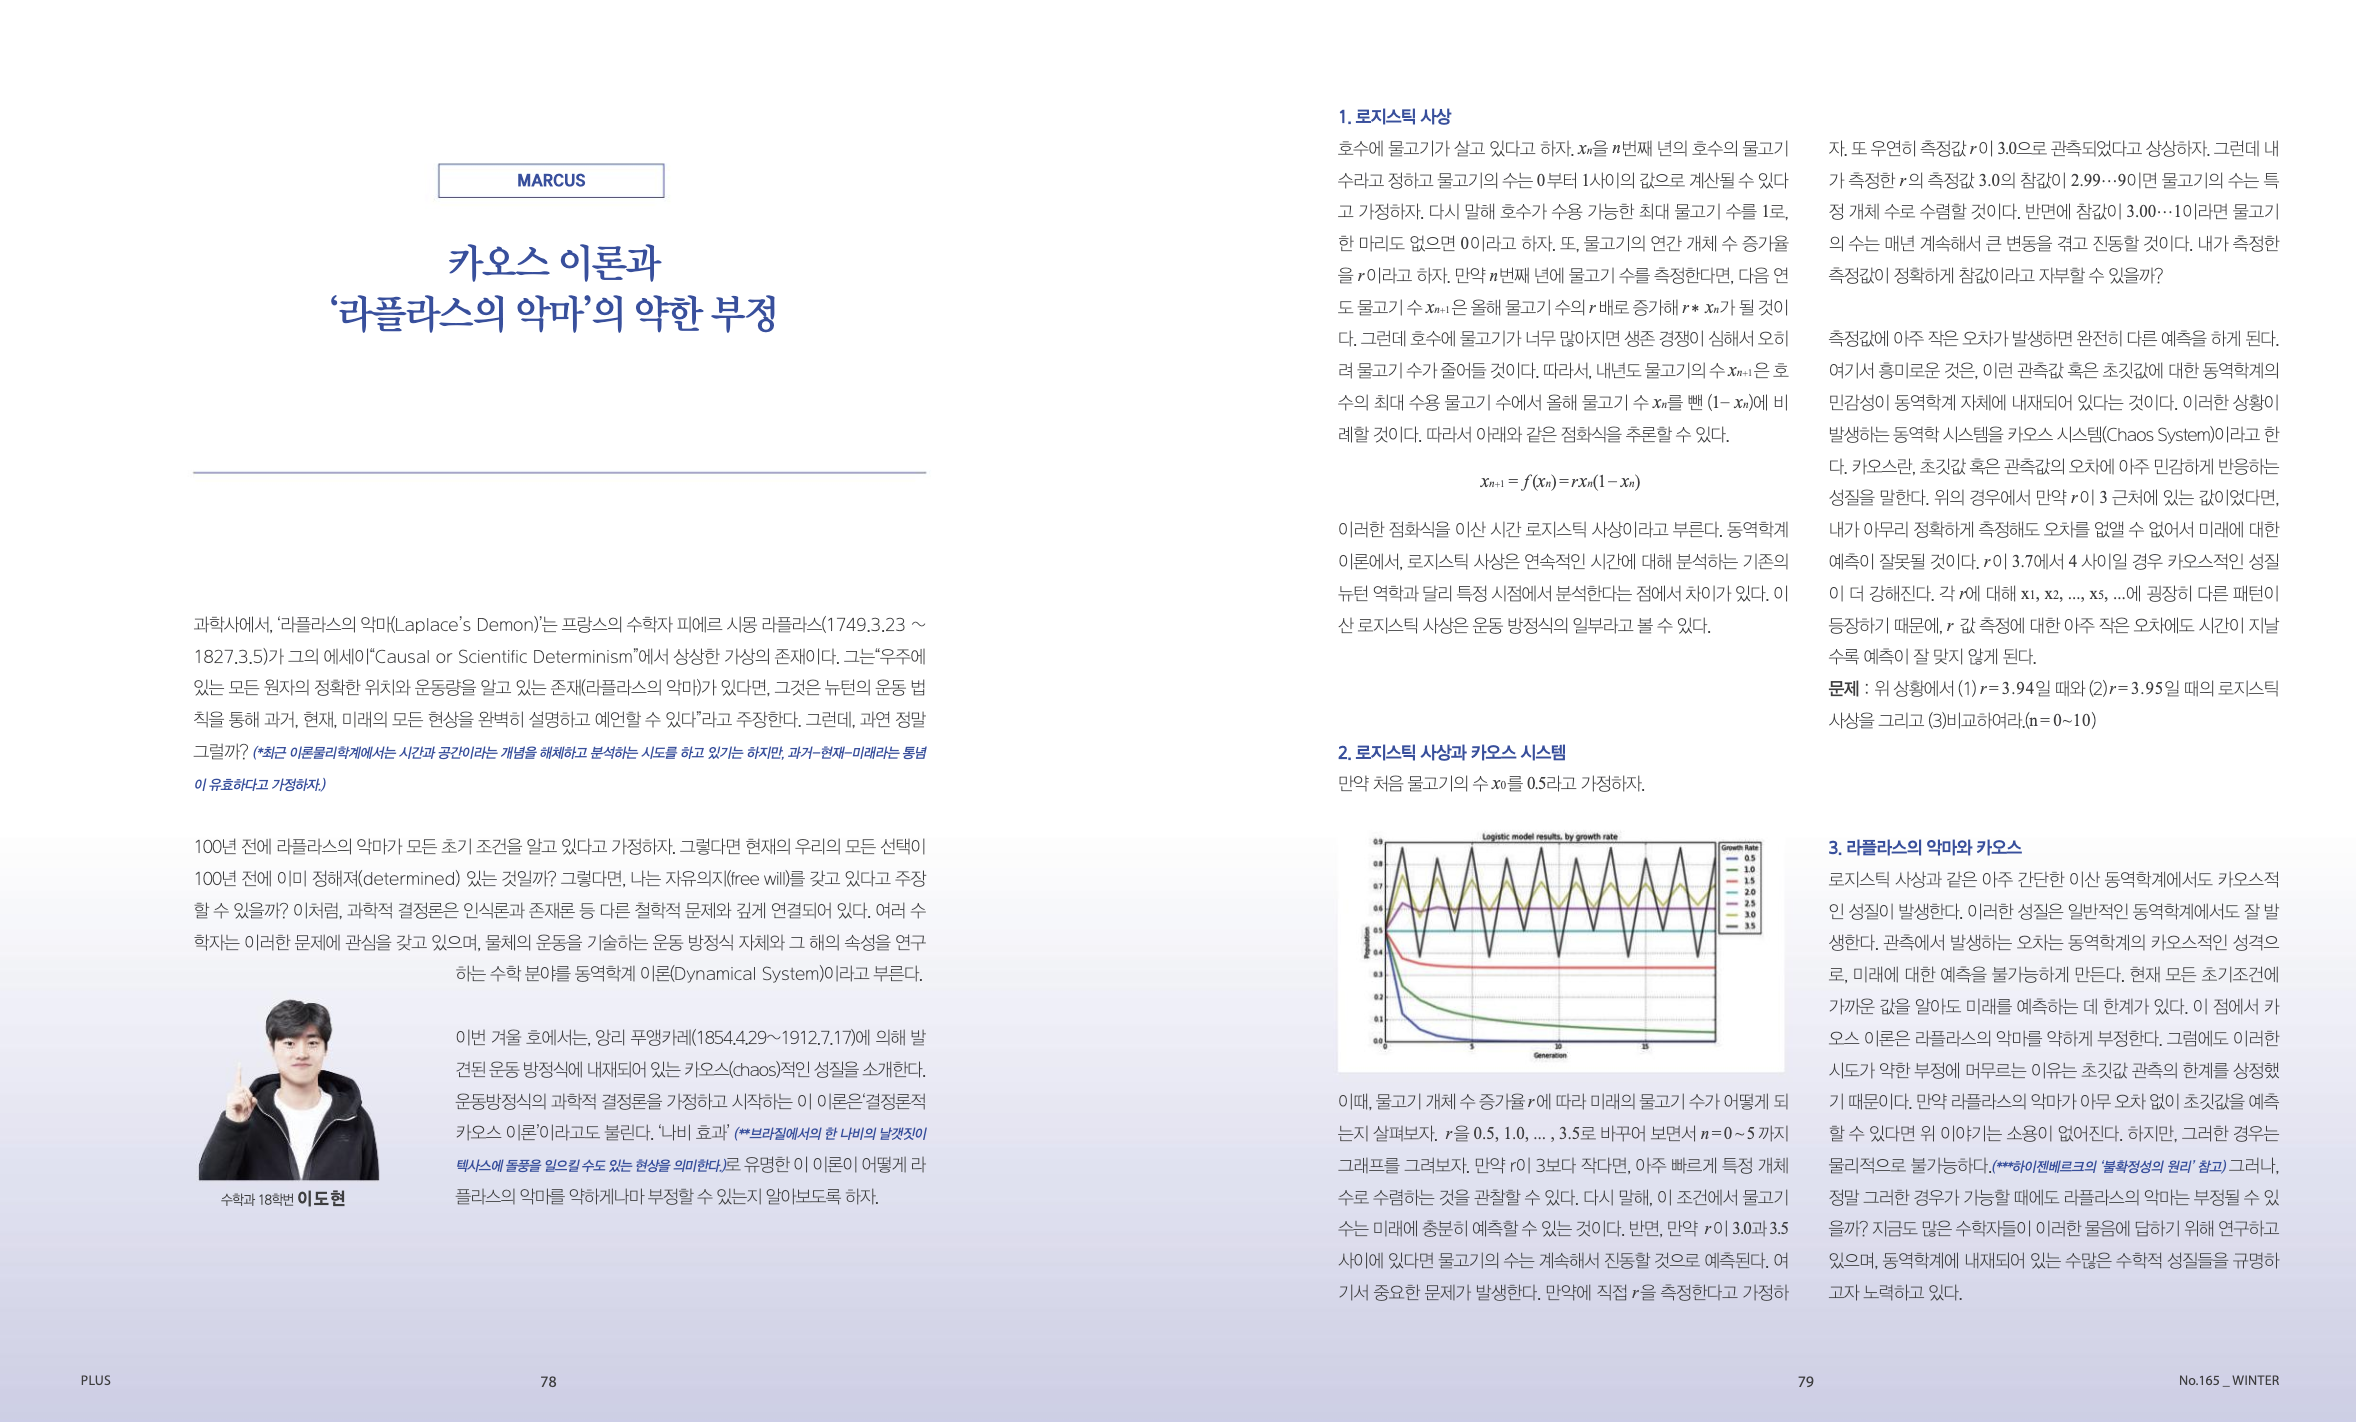 MARCUS
카오스 이론과
‘라플라스의 악마’의 약한 부정
과학사에서, ‘라플라스의 악마(Laplace’s Demon)’는 프랑스의 수학자 피에르 시몽 라플라스(1749.3.23 ～
1827.3.5)가 그의 에세이“Causal or Scientific Determinism”에서 상상한 가상의 존재이다. 그는“우주에
있는 모든 원자의 정확한 위치와 운동량을 알고 있는 존재(라플라스의 악마)가 있다면, 그것은 뉴턴의 운동 법
칙을 통해 과거, 현재, 미래의 모든 현상을 완벽히 설명하고 예언할 수 있다”라고 주장한다. 그런데, 과연 정말
그럴까? (*최근 이론물리학계에서는 시간과 공간이라는 개념을 해체하고 분석하는 시도를 하고 있기는 하지만, 과거-현재-미래라는 통념
이 유효하다고 가정하자.)
100년 전에 라플라스의 악마가 모든 초기 조건을 알고 있다고 가정하자. 그렇다면 현재의 우리의 모든 선택이
100년 전에 이미 정해져(determined) 있는 것일까? 그렇다면, 나는 자유의지(free will)를 갖고 있다고 주장
할 수 있을까? 이처럼, 과학적 결정론은 인식론과 존재론 등 다른 철학적 문제와 깊게 연결되어 있다. 여러 수
학자는 이러한 문제에 관심을 갖고 있으며, 물체의 운동을 기술하는 운동 방정식 자체와 그 해의 속성을 연구
하는 수학 분야를 동역학계 이론(Dynamical System)이라고 부른다.
이번 겨울 호에서는, 앙리 푸앵카레(1854.4.29～1912.7.17)에 의해 발
견된 운동 방정식에 내재되어 있는 카오스(chaos)적인 성질을 소개한다.
운동방정식의 과학적 결정론을 가정하고 시작하는 이 이론은‘결정론적
카오스 이론’이라고도 불린다. ‘나비 효과’ (**브라질에서의 한 나비의 날갯짓이
텍사스에 돌풍을 일으킬 수도 있는 현상을 의미한다.)로 유명한 이 이론이 어떻게 라
플라스의 악마를 약하게나마 부정할 수 있는지 알아보도록 하자.
수학과 18학번 이도현
PLUS
78
1. 로지스틱 사상
호수에 물고기가 살고 있다고 하자. xn을 n번째 년의 호수의 물고기
수라고 정하고 물고기의 수는 0부터 1사이의 값으로 계산될 수 있다
고 가정하자. 다시 말해 호수가 수용 가능한 최대 물고기 수를 1로,
한 마리도 없으면 0이라고 하자. 또, 물고기의 연간 개체 수 증가율
을 r이라고 하자. 만약 n번째 년에 물고기 수를 측정한다면, 다음 연
도 물고기 수 xn+1은 올해 물고기 수의 r 배로 증가해 r* xn가 될 것이
다. 그런데 호수에 물고기가 너무 많아지면 생존 경쟁이 심해서 오히
려 물고기 수가 줄어들 것이다. 따라서, 내년도 물고기의 수 xn+1은 호
수의 최대 수용 물고기 수에서 올해 물고기 수 xn를 뺀 (1- xn)에 비
례할 것이다. 따라서 아래와 같은 점화식을 추론할 수 있다.
xn+1 = f(xn) = rxn(1 - xn)
이러한 점화식을 이산 시간 로지스틱 사상이라고 부른다. 동역학계
이론에서, 로지스틱 사상은 연속적인 시간에 대해 분석하는 기존의
뉴턴 역학과 달리 특정 시점에서 분석한다는 점에서 차이가 있다. 이
산 로지스틱 사상은 운동 방정식의 일부라고 볼 수 있다.
2. 로지스틱 사상과 카오스 시스템
만약 처음 물고기의 수 x0를 0.5라고 가정하자.
Logistic model results, by growth rate
0.9
0.8
0.7
0.6
0.5
0.4
0.3
0.2
0.1
0.0
Population
0
5
10
15
Generation
Growth Rate
0.5
1.0
1.5
2.0
2.5
3.0
3.5
이때, 물고기 개체 수 증가율 r에 따라 미래의 물고기 수가 어떻게 되
는지 살펴보자. r을 0.5, 1.0, ... , 3.5로 바꾸어 보면서 n=0~5 까지
그래프를 그려보자. 만약 r이 3보다 작다면, 아주 빠르게 특정 개체
수로 수렴하는 것을 관찰할 수 있다. 다시 말해, 이 조건에서 물고기
수는 미래에 충분히 예측할 수 있는 것이다. 반면, 만약 r이 3.0과 3.5
사이에 있다면 물고기의 수는 계속해서 진동할 것으로 예측된다. 여
기서 중요한 문제가 발생한다. 만약에 직접 r을 측정한다고 가정하
자. 또 우연히 측정값 r이 3.0으로 관측되었다고 상상하자. 그런데 내
가 측정한 r의 측정값 3.0의 참값이 2.99…9이면 물고기의 수는 특
정 개체 수로 수렴할 것이다. 반면에 참값이 3.00…1이라면 물고기
의 수는 매년 계속해서 큰 변동을 겪고 진동할 것이다. 내가 측정한
측정값이 정확하게 참값이라고 자부할 수 있을까?
측정값에 아주 작은 오차가 발생하면 완전히 다른 예측을 하게 된다.
여기서 흥미로운 것은, 이런 관측값 혹은 초깃값에 대한 동역학계의
민감성이 동역학계 자체에 내재되어 있다는 것이다. 이러한 상황이
발생하는 동역학 시스템을 카오스 시스템(Chaos System)이라고 한
다. 카오스란, 초깃값 혹은 관측값의 오차에 아주 민감하게 반응하는
성질을 말한다. 위의 경우에서 만약 r이 3 근처에 있는 값이었다면,
내가 아무리 정확하게 측정해도 오차를 없앨 수 없어서 미래에 대한
예측이 잘못될 것이다. r이 3.7에서 4 사이일 경우 카오스적인 성질
이 더 강해진다. 각 r에 대해 x1, x2, ..., x5, ...에 굉장히 다른 패턴이
등장하기 때문에, r 값 측정에 대한 아주 작은 오차에도 시간이 지날
수록 예측이 잘 맞지 않게 된다.
문제 : 위 상황에서 (1) r=3.94일 때와 (2)r=3.95일 때의 로지스틱
사상을 그리고 (3)비교하여라.(n=0~10)
3. 라플라스의 악마와 카오스
로지스틱 사상과 같은 아주 간단한 이산 동역학계에서도 카오스적
인 성질이 발생한다. 이러한 성질은 일반적인 동역학계에서도 잘 발
생한다. 관측에서 발생하는 오차는 동역학계의 카오스적인 성격으
로, 미래에 대한 예측을 불가능하게 만든다. 현재 모든 초기조건에
가까운 값을 알아도 미래를 예측하는 데 한계가 있다. 이 점에서 카
오스 이론은 라플라스의 악마를 약하게 부정한다. 그럼에도 이러한
시도가 약한 부정에 머무르는 이유는 초깃값 관측의 한계를 상정했
기 때문이다. 만약 라플라스의 악마가 아무 오차 없이 초깃값을 예측
할 수 있다면 위 이야기는 소용이 없어진다. 하지만, 그러한 경우는
물리적으로 불가능하다.(***하이젠베르크의 ‘불확정성의 원리’ 참고) 그러나,
정말 그러한 경우가 가능할 때에도 라플라스의 악마는 부정될 수 있
을까? 지금도 많은 수학자들이 이러한 물음에 답하기 위해 연구하고
있으며, 동역학계에 내재되어 있는 수많은 수학적 성질들을 규명하
고자 노력하고 있다.
79
No.165 _ WINTER